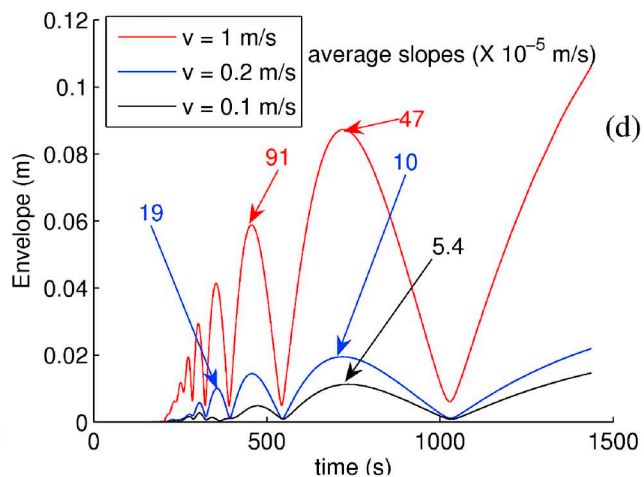 0.12
v = 1 m/s
v = 0.2 m/s
v = 0.1 m/s
average slopes (X 10⁻⁵ m/s)
(d)
0.1
0.08
0.06
0.04
0.02
0
Envelope (m)
47
91
10
19
5.4
0
500
1000
1500
time (s)